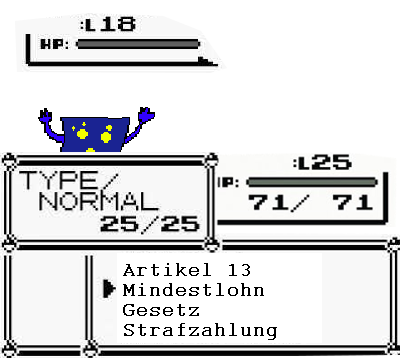 :L18
HP:
TYPE/
NORMAL
25/25
:L25
HP:
71/ 71
Artikel 13
Mindestlohn
Gesetz
Strafzahlung